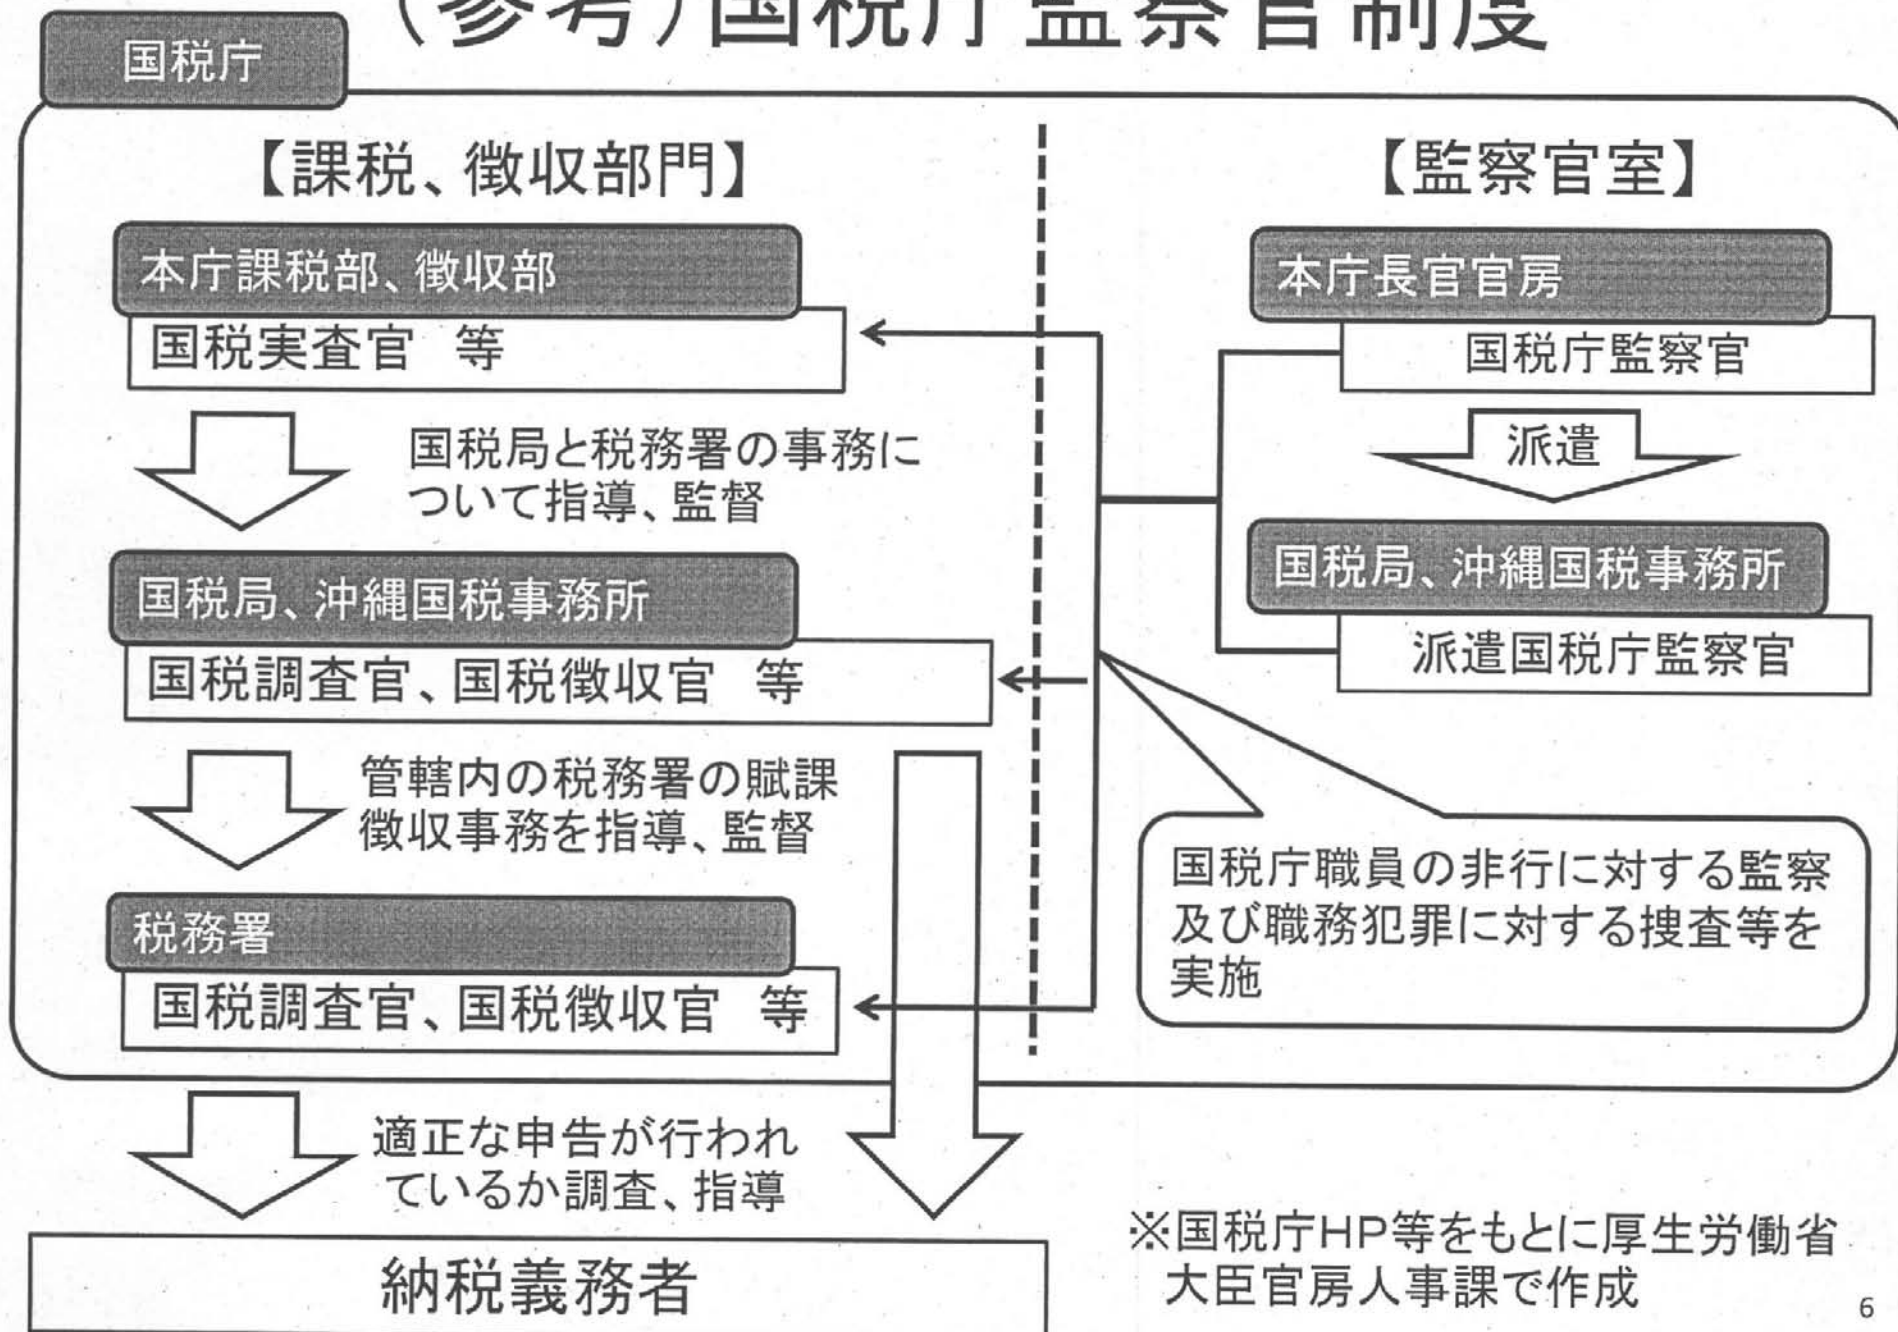 (参考)国税庁監察官制度
国税庁
【課税、徴収部門】
本庁課税部、徴収部
国税実査官 等
国税局と税務署の事務に
ついて指導、監督
国税局、沖縄国税事務所
国税調査官、国税徴収官 等
管轄内の税務署の賦課
徴収事務を指導、監督
税務署
国税調査官、国税徴収官 等
適正な申告が行われ
ているか調査、指導
納税義務者
【監察官室】
本庁長官官房
国税庁監察官
派遣
国税局、沖縄国税事務所
派遣国税庁監察官
国税庁職員の非行に対する監察
及び職務犯罪に対する捜査等を
実施
※国税庁HP等をもとに厚生労働省
大臣官房人事課で作成
6